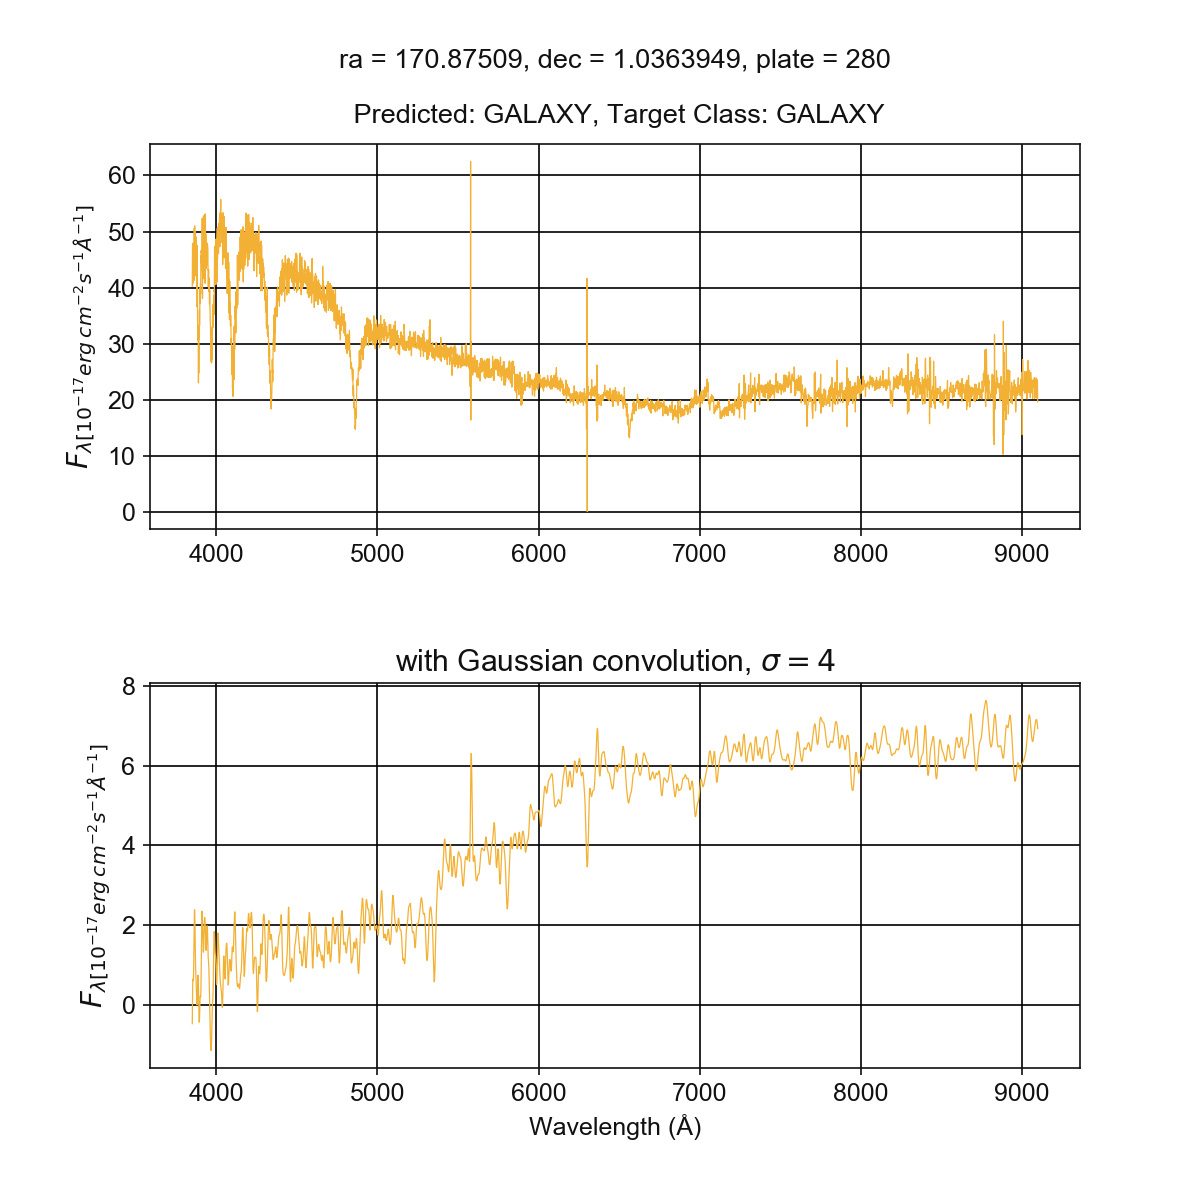 ra = 170.87509, dec = 1.0363949, plate = 280
Predicted: GALAXY, Target Class: GALAXY
60
50
40
30
20
10
0
F_λ[10^−17 erg cm^−2 s^−1 Å^−1]
4000 5000 6000 7000 8000 9000
with Gaussian convolution, σ = 4
8
6
4
2
0
F_λ[10^−17 erg cm^−2 s^−1 Å^−1]
4000 5000 6000 7000 8000 9000
Wavelength (Å)